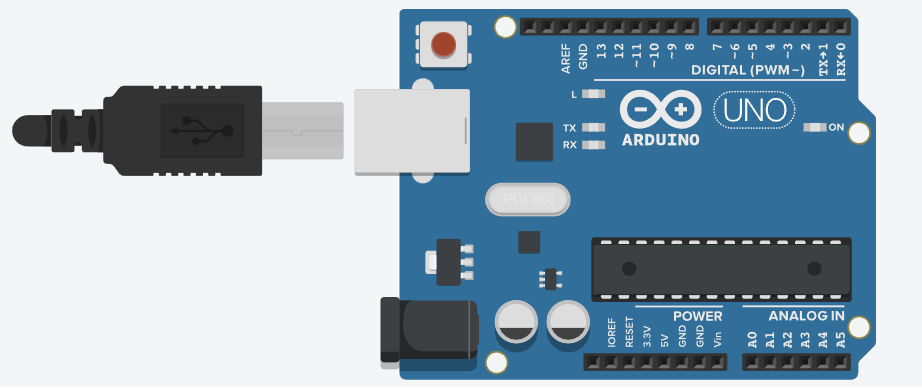 AREF
GND
13
12
~11
~10
~9
8
7
~6
~5
4
~3
2
TX→1
RX←0
DIGITAL (PWM~)
L
TX
RX
ARDUINO
UNO
ON
POWER
ANALOG IN
IOREF
RESET
3.3V
5V
GND
GND
Vin
A0
A1
A2
A3
A4
A5